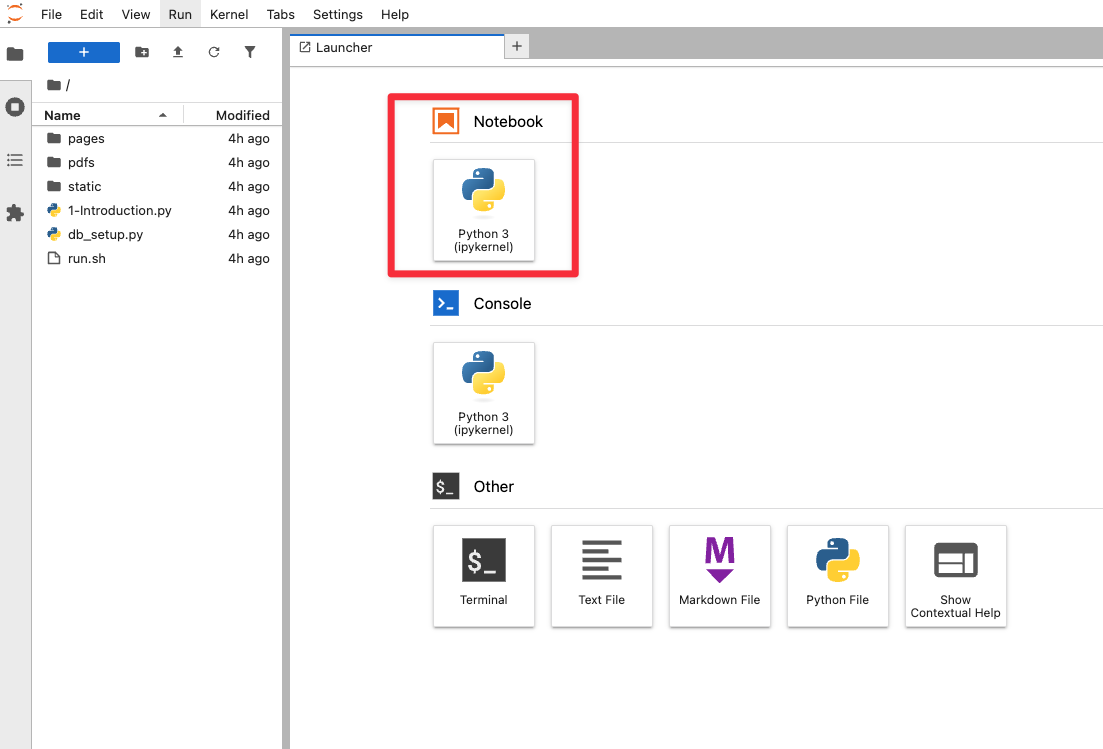 File Edit View Run Kernel Tabs Settings Help
+
/
Name Modified
pages 4h ago
pdfs 4h ago
static 4h ago
1-Introduction.py 4h ago
db_setup.py 4h ago
run.sh 4h ago
Launcher +
Notebook
Python 3
(ipykernel)
>_ Console
Python 3
(ipykernel)
$_ Other
$_
Terminal
Text File
M
Markdown File
Python File
Show
Contextual Help